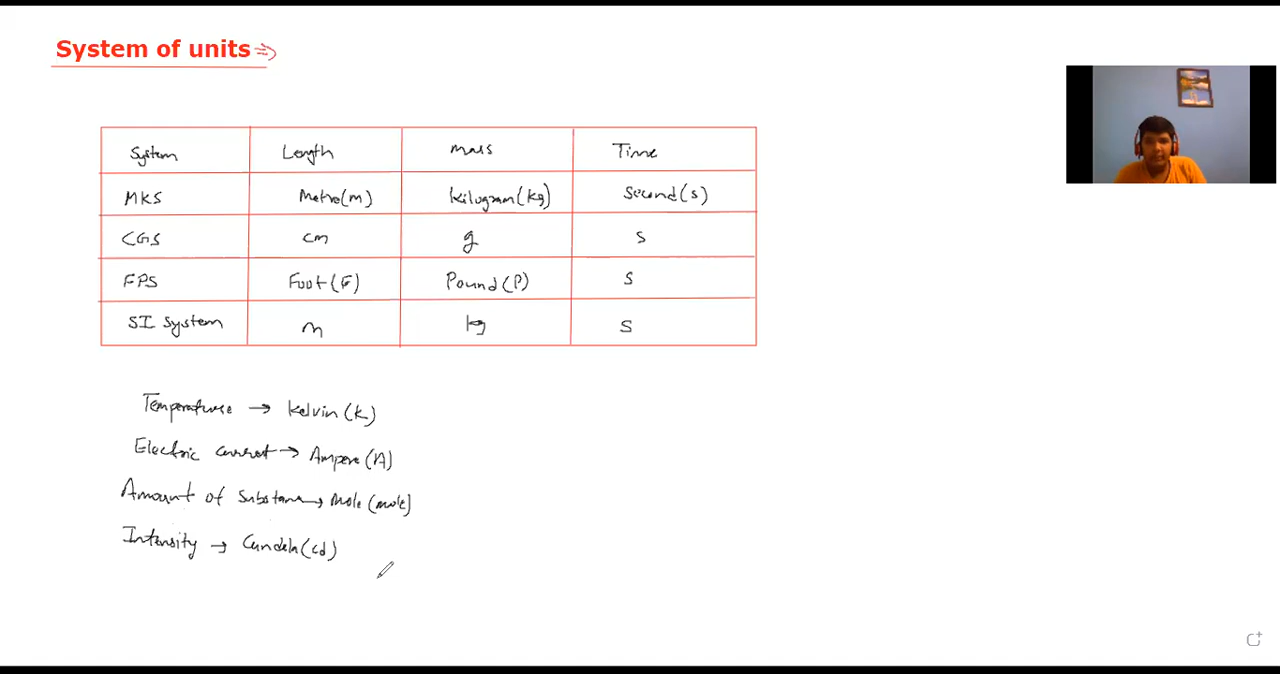 System of units ⇒
System Length Mass Time
MKS Metre(m) Kilogram(kg) Second(s)
CGS cm g s
FPS Foot(F) Pound(P) s
SI System m kg s
Temperature → Kelvin(K)
Electric current → Ampere(A)
Amount of Substance → Mole(mole)
Intensity → Candela(cd)